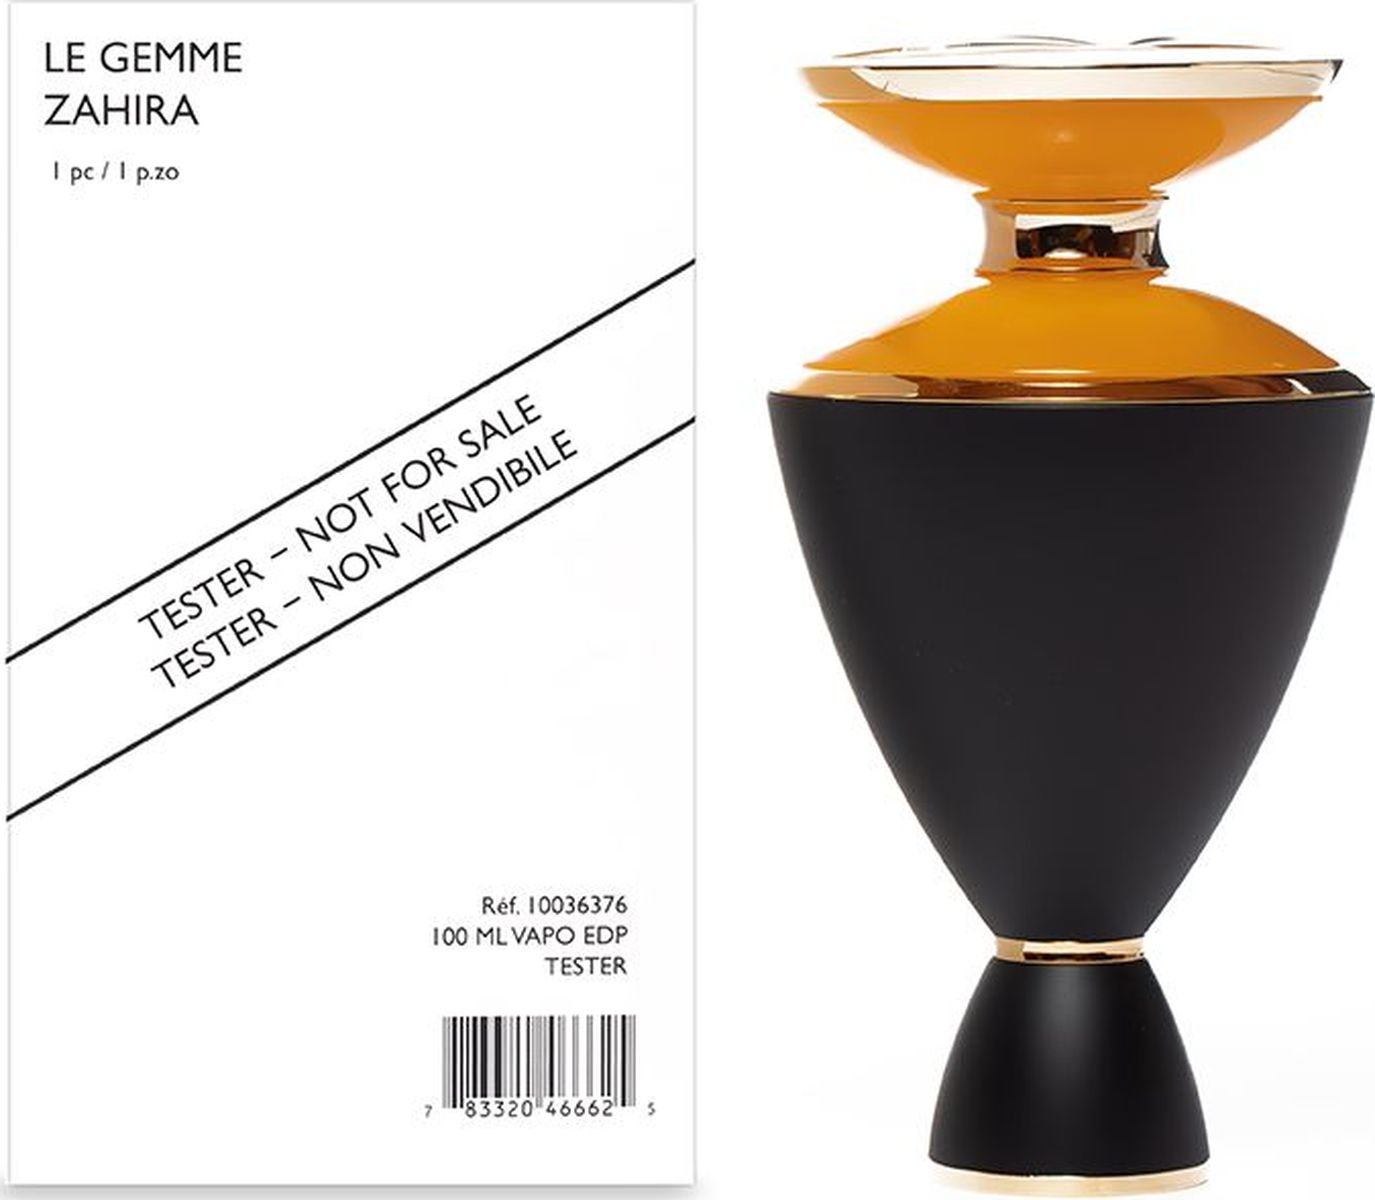 LE GEMME
ZAHIRA
1 pc / 1 p.zo
TESTER – NOT FOR SALE
TESTER – NON VENDIBILE
Réf. 10036376
100 ML VAPO EDP
TESTER
7 83320 46662 5